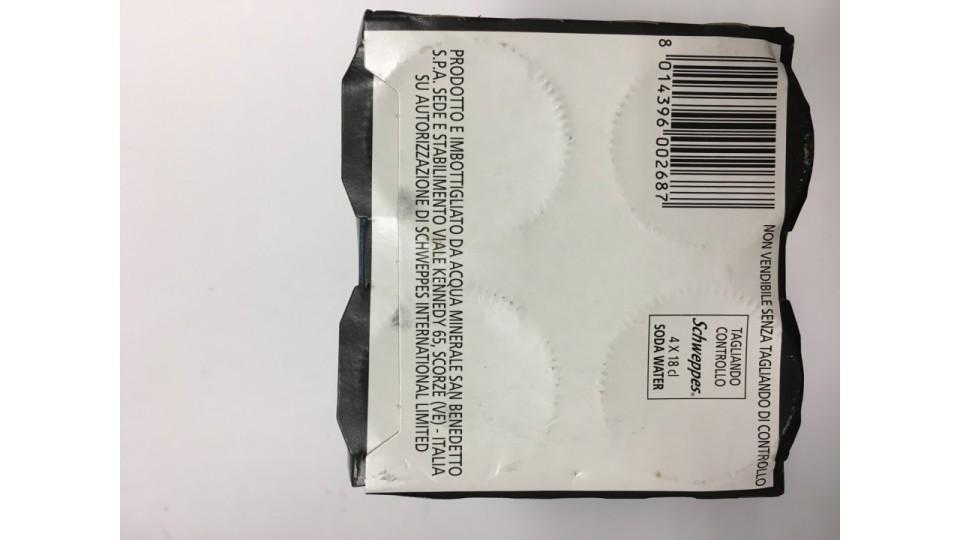 8 014396 002687
NON VENDIBILE SENZA TAGLIANDO DI CONTROLLO
TAGLIANDO
CONTROLLO
Schweppes®
4 X 18 cl
SODA WATER
PRODOTTO E IMBOTTIGLIATO DA ACQUA MINERALE SAN BENEDETTO
S.P.A. SEDE E STABILIMENTO VIALE KENNEDY 65, SCORZÈ (VE) - ITALIA
SU AUTORIZZAZIONE DI SCHWEPPES INTERNATIONAL LIMITED